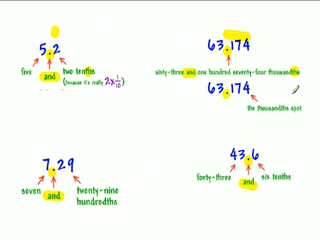 5.2
five and two tenths
(because it's really 2 x 1/10)
63.174
sixty-three and one hundred seventy-four thousandths
63.174
the thousandths spot
7.29
seven and twenty-nine
hundredths
43.6
forty-three and six tenths